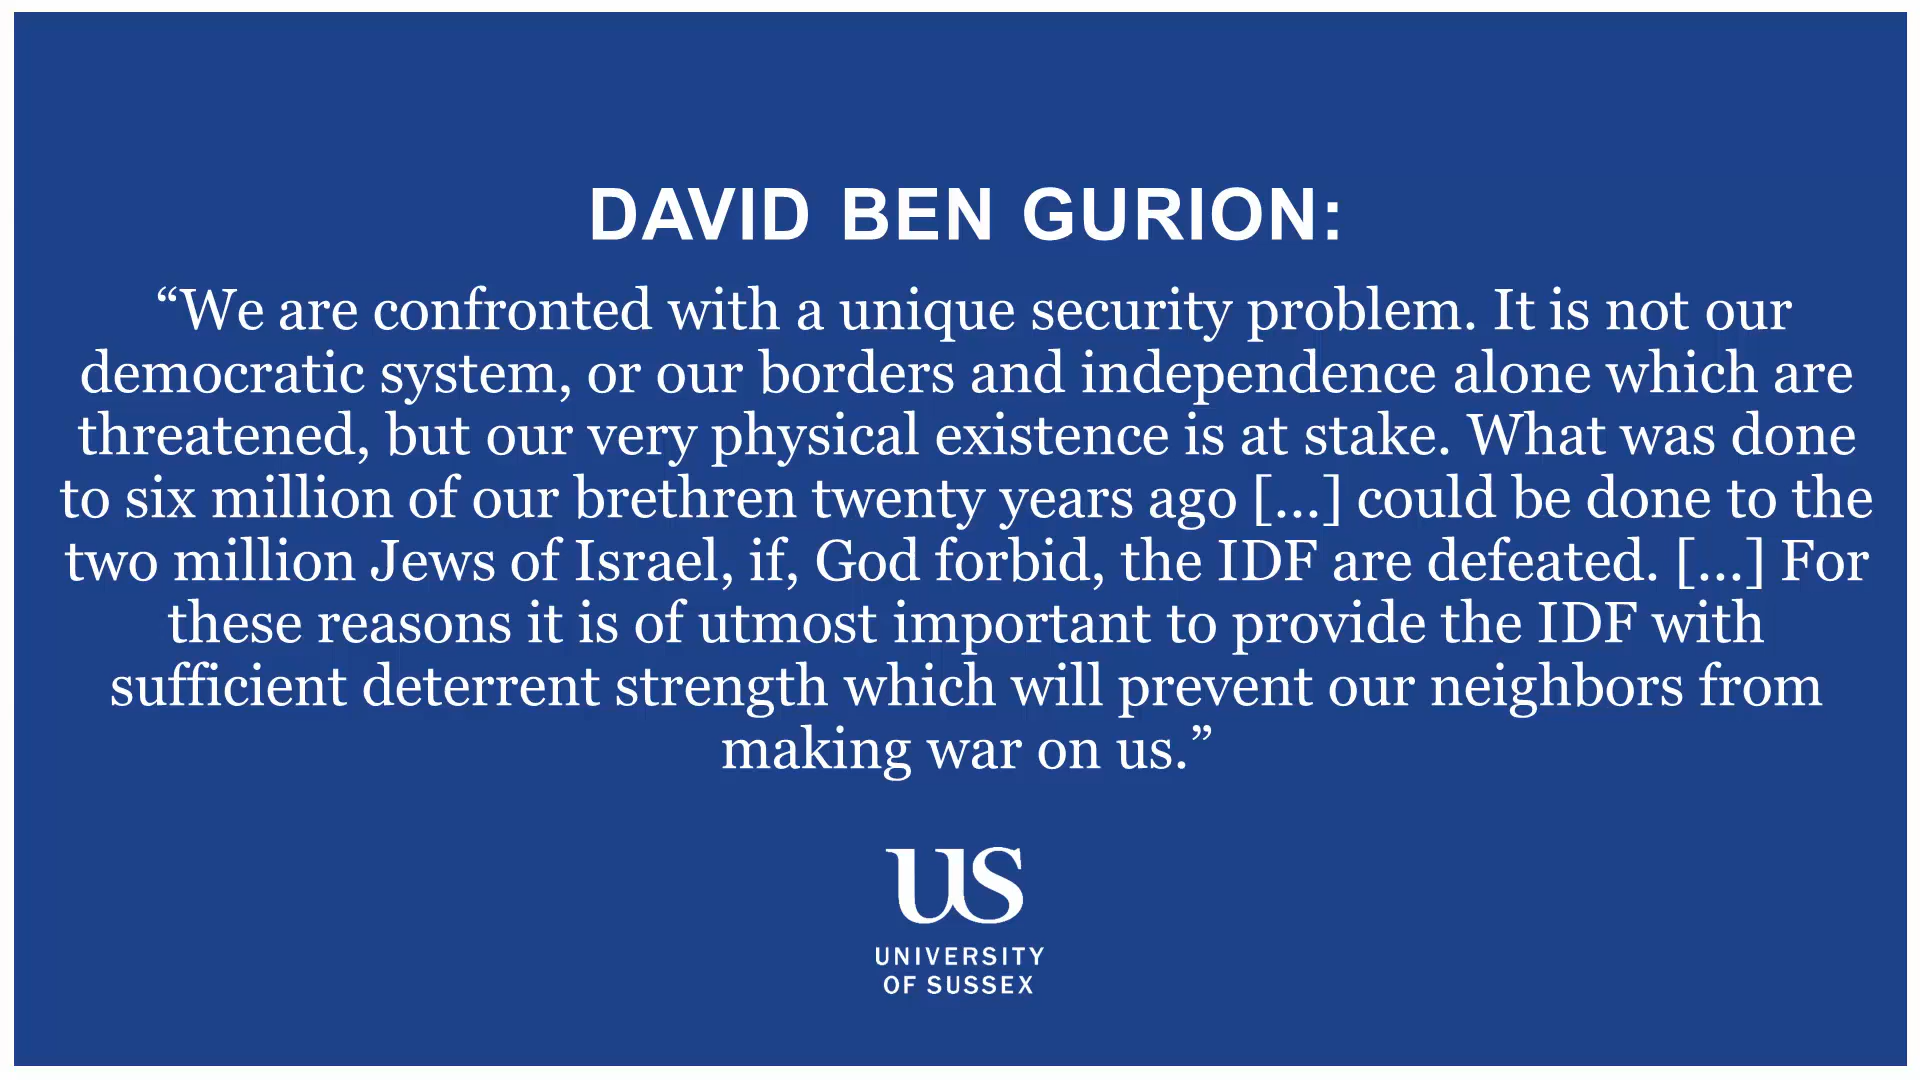 DAVID BEN GURION:
“We are confronted with a unique security problem. It is not our
democratic system, or our borders and independence alone which are
threatened, but our very physical existence is at stake. What was done
to six million of our brethren twenty years ago [...] could be done to the
two million Jews of Israel, if, God forbid, the IDF are defeated. [...] For
these reasons it is of utmost important to provide the IDF with
sufficient deterrent strength which will prevent our neighbors from
making war on us.”
US
UNIVERSITY
OF SUSSEX